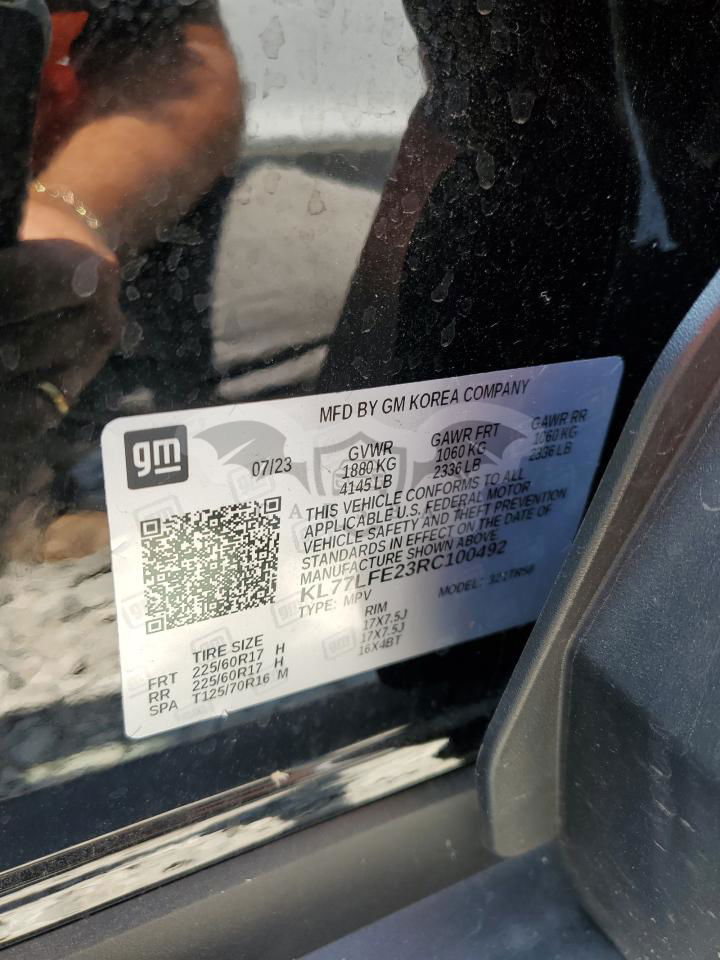 MFD BY GM KOREA COMPANY
gm
07/23
GVWR GAWR FRT GAWR RR
1880 KG 1060 KG 1060 KG
4145 LB 2336 LB 2336 LB
THIS VEHICLE CONFORMS TO ALL
APPLICABLE U.S. FEDERAL MOTOR
VEHICLE SAFETY AND THEFT PREVENTION
STANDARDS IN EFFECT ON THE DATE OF
MANUFACTURE SHOWN ABOVE
KL77LFE23RC100492
TYPE: MPV MODEL:
TIRE SIZE RIM
FRT 225/60R17 H 17X7.5J
RR 225/60R17 H 17X7.5J
SPA T125/70R16 M 16X4BT